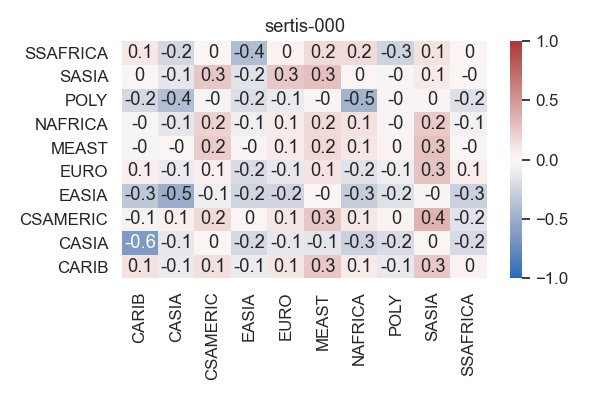 sertis-000
SSAFRICA 0.1 -0.2 0 -0.4 0 0.2 0.2 -0.3 0.1 0
SASIA 0 -0.1 0.3 -0.2 0.3 0.3 0 -0 0.1 -0
POLY -0.2 -0.4 -0 -0.2 -0.1 -0 -0.5 -0 0 -0.2
NAFRICA -0 -0.1 0.2 -0.1 0.1 0.2 0.1 -0 0.2 -0.1
MEAST -0 -0 0.2 -0 0.1 0.2 0.1 0 0.3 -0
EURO 0.1 -0.1 0.1 -0.2 -0.1 0.1 -0.2 -0.1 0.3 0.1
EASIA -0.3 -0.5 -0.1 -0.2 -0.2 -0 -0.3 -0.2 -0 -0.3
CSAMERIC -0.1 0.1 0.2 0 0.1 0.3 0.1 0 0.4 -0.2
CASIA -0.6 -0.1 0 -0.2 -0.1 -0.1 -0.3 -0.2 0 -0.2
CARIB 0.1 -0.1 0.1 -0.1 0.1 0.3 0.1 -0.1 0.3 0
CARIB CASIA CSAMERIC EASIA EURO MEAST NAFRICA POLY SASIA SSAFRICA
1.0
0.5
0.0
−0.5
−1.0